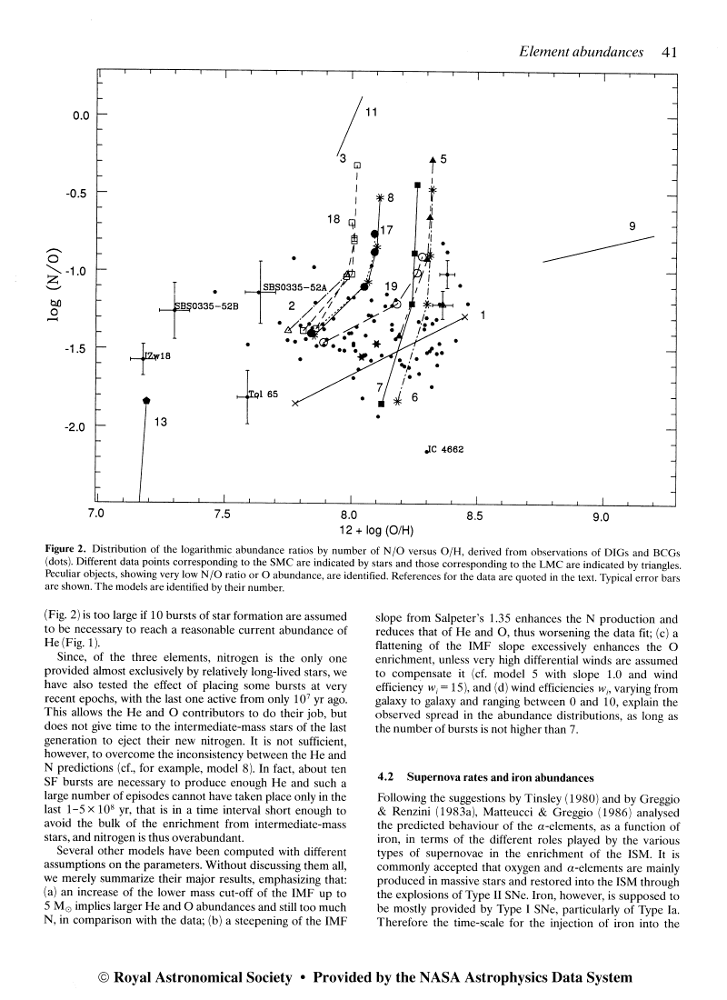 Element abundances 41
0.0
-0.5
-1.0
-1.5
-2.0
log (N/O)
11
3
5
8
18
17
9
SBS0335-52A
19
SBS0335-52B
2
1
IZw18
7
6
Tol 65
13
IC 4662
7.0 7.5 8.0 8.5 9.0
12 + log (O/H)
Figure 2. Distribution of the logarithmic abundance ratios by number of N/O versus O/H, derived from observations of DIGs and BCGs
(dots). Different data points corresponding to the SMC are indicated by stars and those corresponding to the LMC are indicated by triangles.
Peculiar objects, showing very low N/O ratio or O abundance, are identified. References for the data are quoted in the text. Typical error bars
are shown. The models are identified by their number.
(Fig. 2) is too large if 10 bursts of star formation are assumed
to be necessary to reach a reasonable current abundance of
He (Fig. 1).
Since, of the three elements, nitrogen is the only one
provided almost exclusively by relatively long-lived stars, we
have also tested the effect of placing some bursts at very
recent epochs, with the last one active from only 10⁷ yr ago.
This allows the He and O contributors to do their job, but
does not give time to the intermediate-mass stars of the last
generation to eject their new nitrogen. It is not sufficient,
however, to overcome the inconsistency between the He and
N predictions (cf., for example, model 8). In fact, about ten
SF bursts are necessary to produce enough He and such a
large number of episodes cannot have taken place only in the
last 1–5 × 10⁸ yr, that is in a time interval short enough to
avoid the bulk of the enrichment from intermediate-mass
stars, and nitrogen is thus overabundant.
Several other models have been computed with different
assumptions on the parameters. Without discussing them all,
we merely summarize their major results, emphasizing that:
(a) an increase of the lower mass cut-off of the IMF up to
5 M⊙ implies larger He and O abundances and still too much
N, in comparison with the data; (b) a steepening of the IMF
slope from Salpeter's 1.35 enhances the N production and
reduces that of He and O, thus worsening the data fit; (c) a
flattening of the IMF slope excessively enhances the O
enrichment, unless very high differential winds are assumed
to compensate it (cf. model 5 with slope 1.0 and wind
efficiency wᵢ = 15), and (d) wind efficiencies wᵢ, varying from
galaxy to galaxy and ranging between 0 and 10, explain the
observed spread in the abundance distributions, as long as
the number of bursts is not higher than 7.
4.2 Supernova rates and iron abundances
Following the suggestions by Tinsley (1980) and by Greggio
& Renzini (1983a), Matteucci & Greggio (1986) analysed
the predicted behaviour of the α-elements, as a function of
iron, in terms of the different roles played by the various
types of supernovae in the enrichment of the ISM. It is
commonly accepted that oxygen and α-elements are mainly
produced in massive stars and restored into the ISM through
the explosions of Type II SNe. Iron, however, is supposed to
be mostly provided by Type I SNe, particularly of Type Ia.
Therefore the time-scale for the injection of iron into the
© Royal Astronomical Society • Provided by the NASA Astrophysics Data System